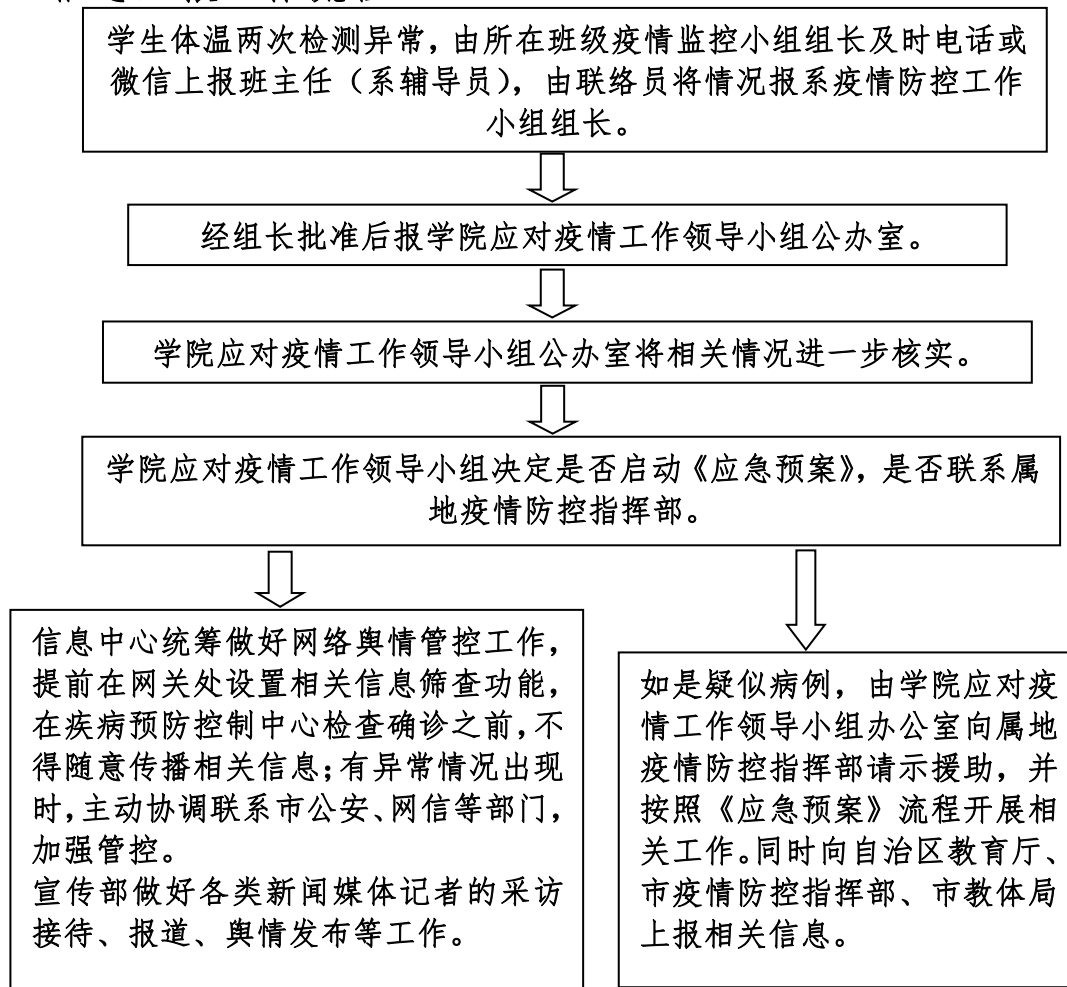 学生体温两次检测异常，由所在班级疫情监控小组组长及时电话或
微信上报班主任（系辅导员），由联络员将情况报系疫情防控工作
小组组长。
经组长批准后报学院应对疫情工作领导小组公办室。
学院应对疫情工作领导小组公办室将相关情况进一步核实。
学院应对疫情工作领导小组决定是否启动《应急预案》，是否联系属
地疫情防控指挥部。
信息中心统筹做好网络舆情管控工作，
提前在网关处设置相关信息筛查功能，
在疾病预防控制中心检查确诊之前，不
得随意传播相关信息；有异常情况出现
时，主动协调联系市公安、网信等部门，
加强管控。
宣传部做好各类新闻媒体记者的采访
接待、报道、舆情发布等工作。
如是疑似病例，由学院应对疫
情工作领导小组办公室向属地
疫情防控指挥部请示援助，并
按照《应急预案》流程开展相
关工作。同时向自治区教育厅、
市疫情防控指挥部、市教体局
上报相关信息。